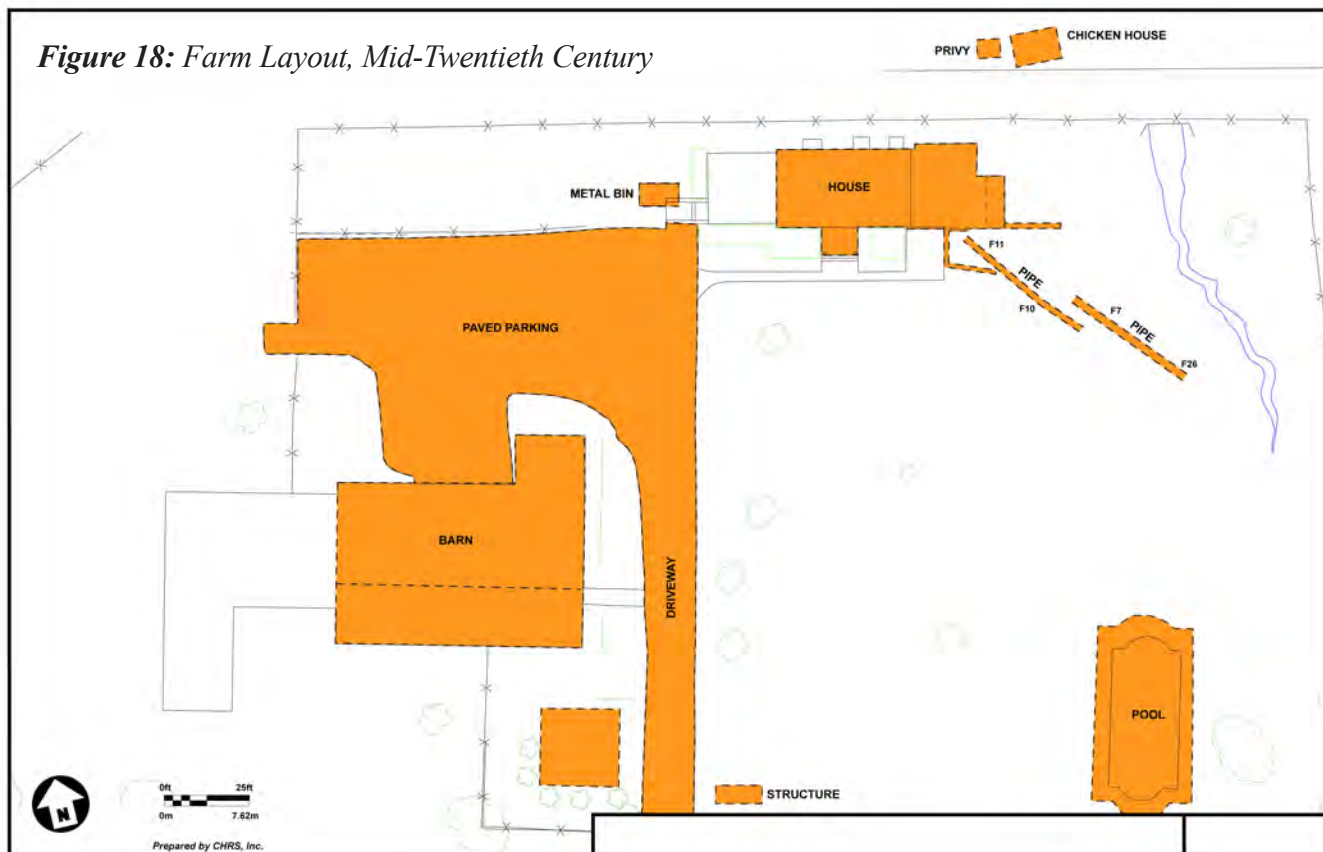 Figure 18: Farm Layout, Mid-Twentieth Century
CHICKEN HOUSE
PRIVY
METAL BIN
HOUSE
F11
PIPE
F10
F7
PIPE
F26
PAVED PARKING
BARN
DRIVEWAY
POOL
STRUCTURE
N
0ft 25ft
0m 7.62m
Prepared by CHRS, Inc.